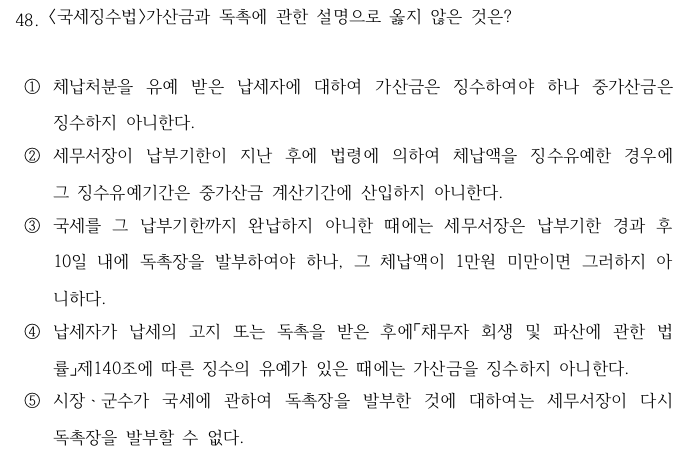 48. 〈국세징수법〉가산금과 독촉에 관한 설명으로 옳지 않은 것은?
① 체납처분을 유예 받은 납세자에 대하여 가산금은 징수하여야 하나 중가산금은
징수하지 아니한다.
② 세무서장이 납부기한이 지난 후에 법령에 의하여 체납액을 징수유예한 경우에
그 징수유예기간은 중가산금 계산기간에 산입하지 아니한다.
③ 국세를 그 납부기한까지 완납하지 아니한 때에는 세무서장은 납부기한 경과 후
10일 내에 독촉장을 발부하여야 하나, 그 체납액이 1만원 미만이면 그러하지 아
니하다.
④ 납세자가 납세의 고지 또는 독촉을 받은 후에「채무자 회생 및 파산에 관한 법
률」제140조에 따른 징수의 유예가 있은 때에는 가산금을 징수하지 아니한다.
⑤ 시장ㆍ군수가 국세에 관하여 독촉장을 발부한 것에 대하여는 세무서장이 다시
독촉장을 발부할 수 없다.